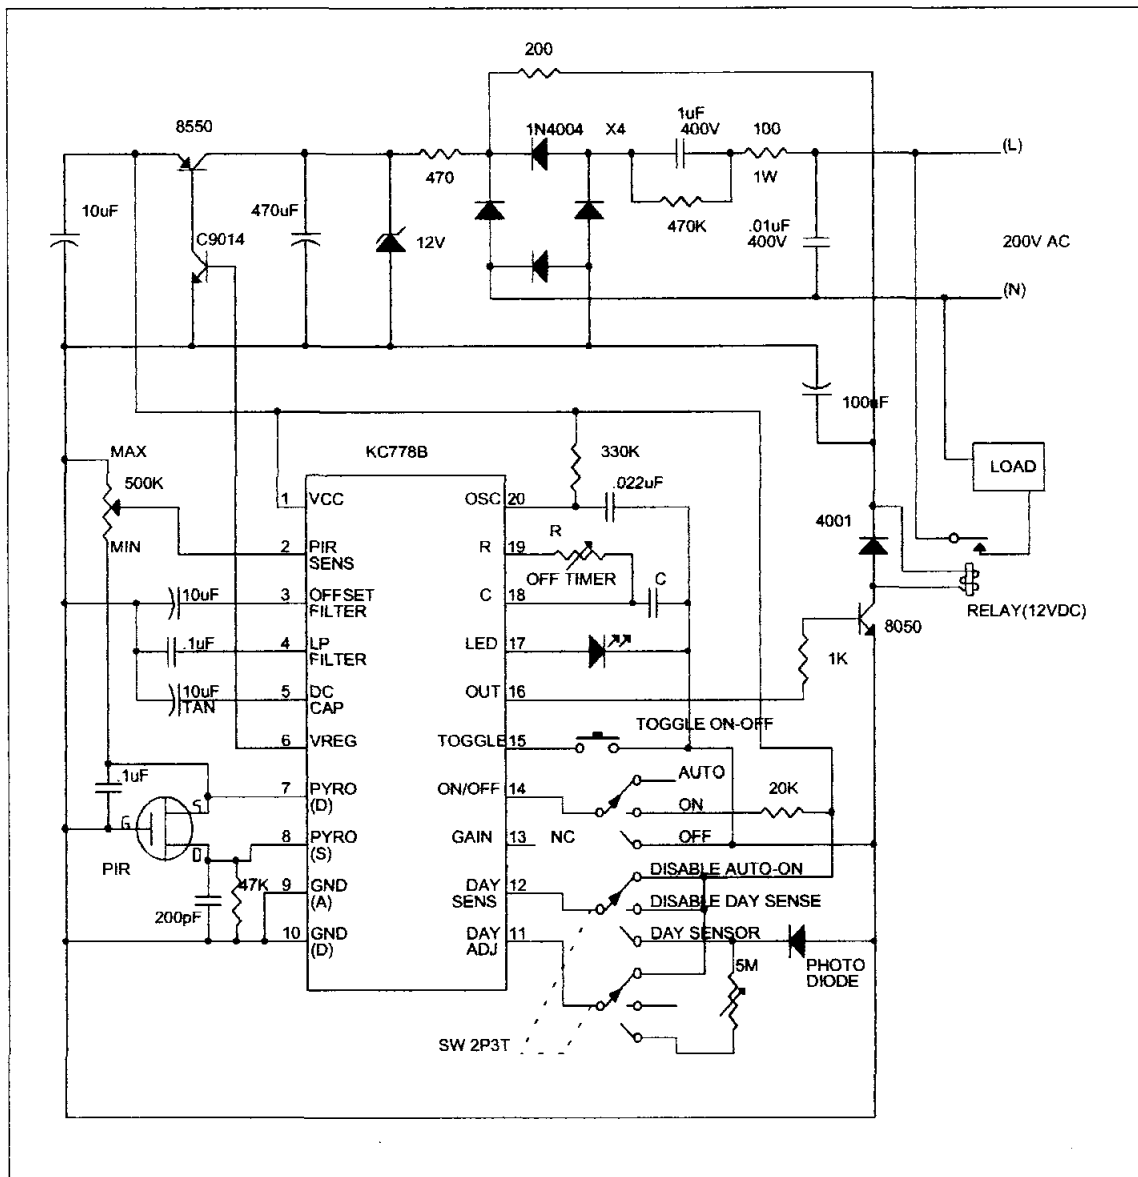 200
8550
1N4004 X4
1uF
400V
100
(L)
470
1W
10uF
470uF
C9014
12V
470K
.01uF
400V
200V AC
(N)
100uF
MAX
KC778B
330K
LOAD
500K
.022uF
1 VCC
OSC 20
4001
MIN
R
2 PIR
SENS
R 19
OFF TIMER
C
10uF
3 OFFSET
FILTER
C 18
RELAY(12VDC)
8050
.1uF
4 LP
FILTER
LED 17
1K
10uF
TAN
5 DC
CAP
OUT 16
TOGGLE ON-OFF
6 VREG
TOGGLE 15
.1uF
AUTO
7 PYRO
(D)
ON/OFF 14
20K
S
ON
G
8 PYRO
(S)
GAIN 13 NC
OFF
D
PIR
DISABLE AUTO-ON
47K
9 GND
(A)
DAY
SENS 12
DISABLE DAY SENSE
200pF
10 GND
(D)
DAY
ADJ 11
DAY SENSOR
5M
PHOTO
DIODE
SW 2P3T